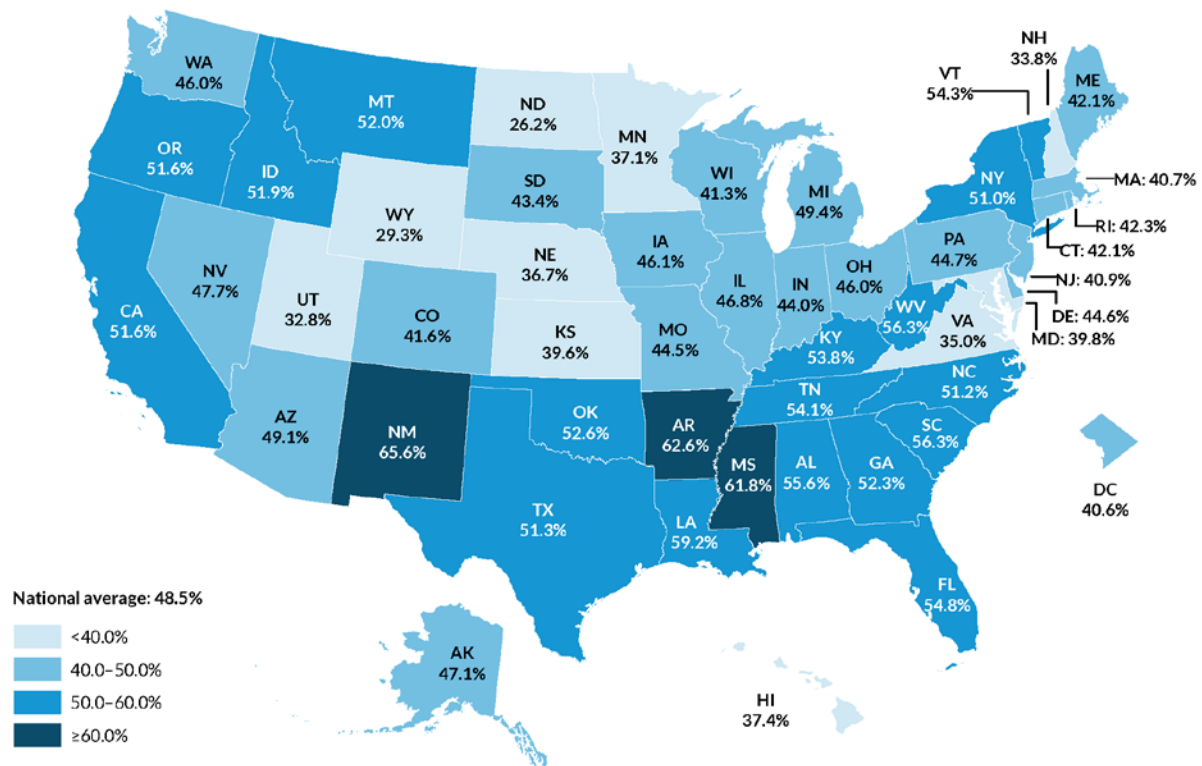 WA
46.0%
OR
51.6%
CA
51.6%
ID
51.9%
NV
47.7%
MT
52.0%
WY
29.3%
UT
32.8%
AZ
49.1%
CO
41.6%
NM
65.6%
ND
26.2%
SD
43.4%
NE
36.7%
KS
39.6%
OK
52.6%
TX
51.3%
MN
37.1%
IA
46.1%
MO
44.5%
AR
62.6%
LA
59.2%
WI
41.3%
IL
46.8%
MI
49.4%
IN
44.0%
OH
46.0%
KY
53.8%
TN
54.1%
MS
61.8%
AL
55.6%
GA
52.3%
FL
54.8%
SC
56.3%
NC
51.2%
VA
35.0%
WV
56.3%
PA
44.7%
NY
51.0%
VT
54.3%
NH
33.8%
ME
42.1%
MA: 40.7%
RI: 42.3%
CT: 42.1%
NJ: 40.9%
DE: 44.6%
MD: 39.8%
DC
40.6%
AK
47.1%
HI
37.4%
National average: 48.5%
<40.0%
40.0–50.0%
50.0–60.0%
≥60.0%